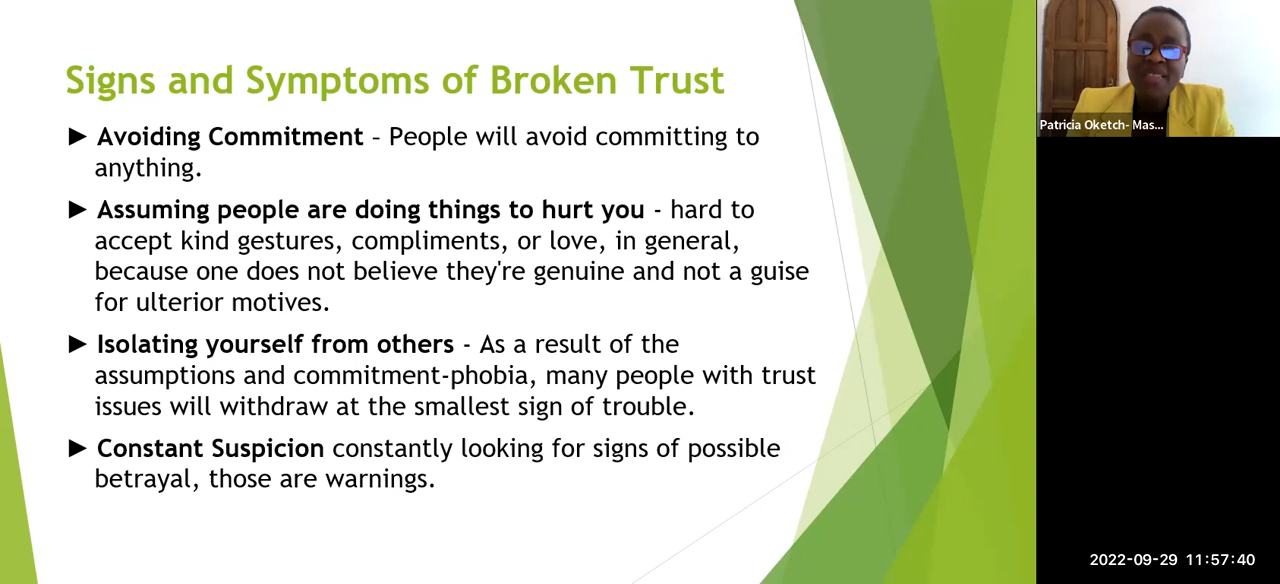 Signs and Symptoms of Broken Trust
► Avoiding Commitment – People will avoid committing to
anything.
► Assuming people are doing things to hurt you - hard to
accept kind gestures, compliments, or love, in general,
because one does not believe they're genuine and not a guise
for ulterior motives.
► Isolating yourself from others - As a result of the
assumptions and commitment-phobia, many people with trust
issues will withdraw at the smallest sign of trouble.
► Constant Suspicion constantly looking for signs of possible
betrayal, those are warnings.
Patricia Oketch- Mas...
2022-09-29 11:57:40